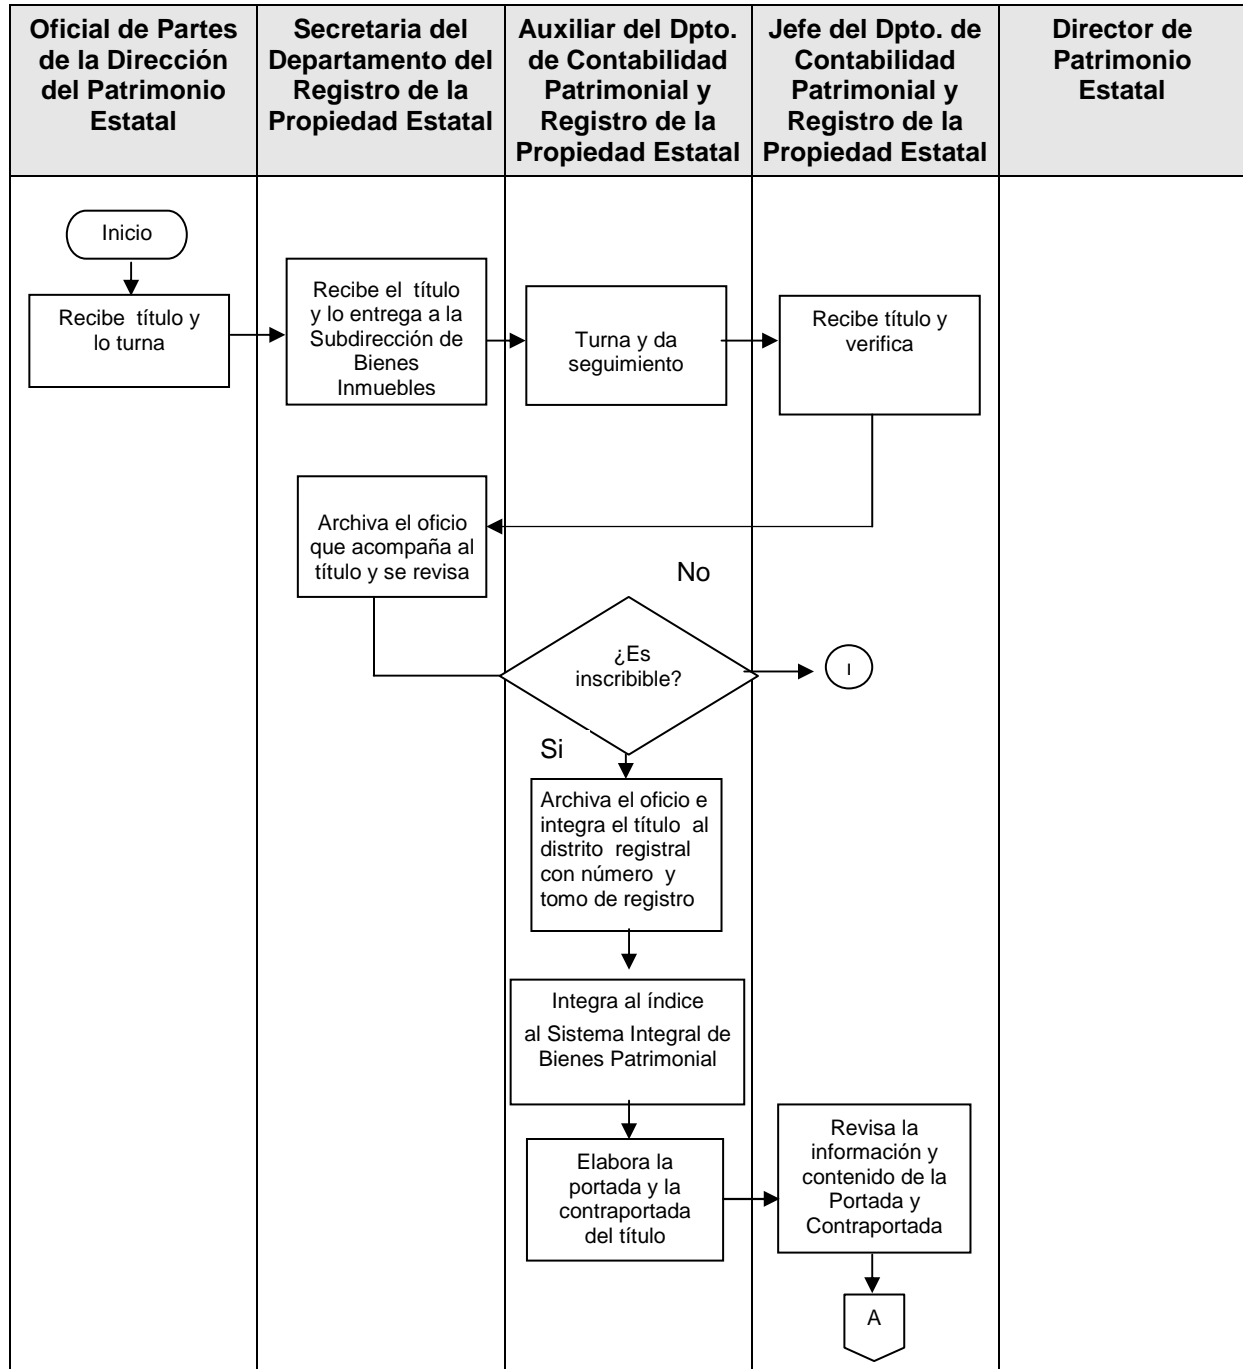 Oficial de Partes
de la Dirección
del Patrimonio
Estatal
Secretaria del
Departamento del
Registro de la
Propiedad Estatal
Auxiliar del Dpto.
de Contabilidad
Patrimonial y
Registro de la
Propiedad Estatal
Jefe del Dpto. de
Contabilidad
Patrimonial y
Registro de la
Propiedad Estatal
Director de
Patrimonio
Estatal
Inicio
Recibe título y
lo turna
Recibe el título
y lo entrega a la
Subdirección de
Bienes
Inmuebles
Turna y da
seguimiento
Recibe título y
verifica
Archiva el oficio
que acompaña al
título y se revisa
No
¿Es
inscribible?
I
Si
Archiva el oficio e
integra el título al
distrito registral
con número y
tomo de registro
Integra al índice
al Sistema Integral de
Bienes Patrimonial
Elabora la
portada y la
contraportada
del título
Revisa la
información y
contenido de la
Portada y
Contraportada
A